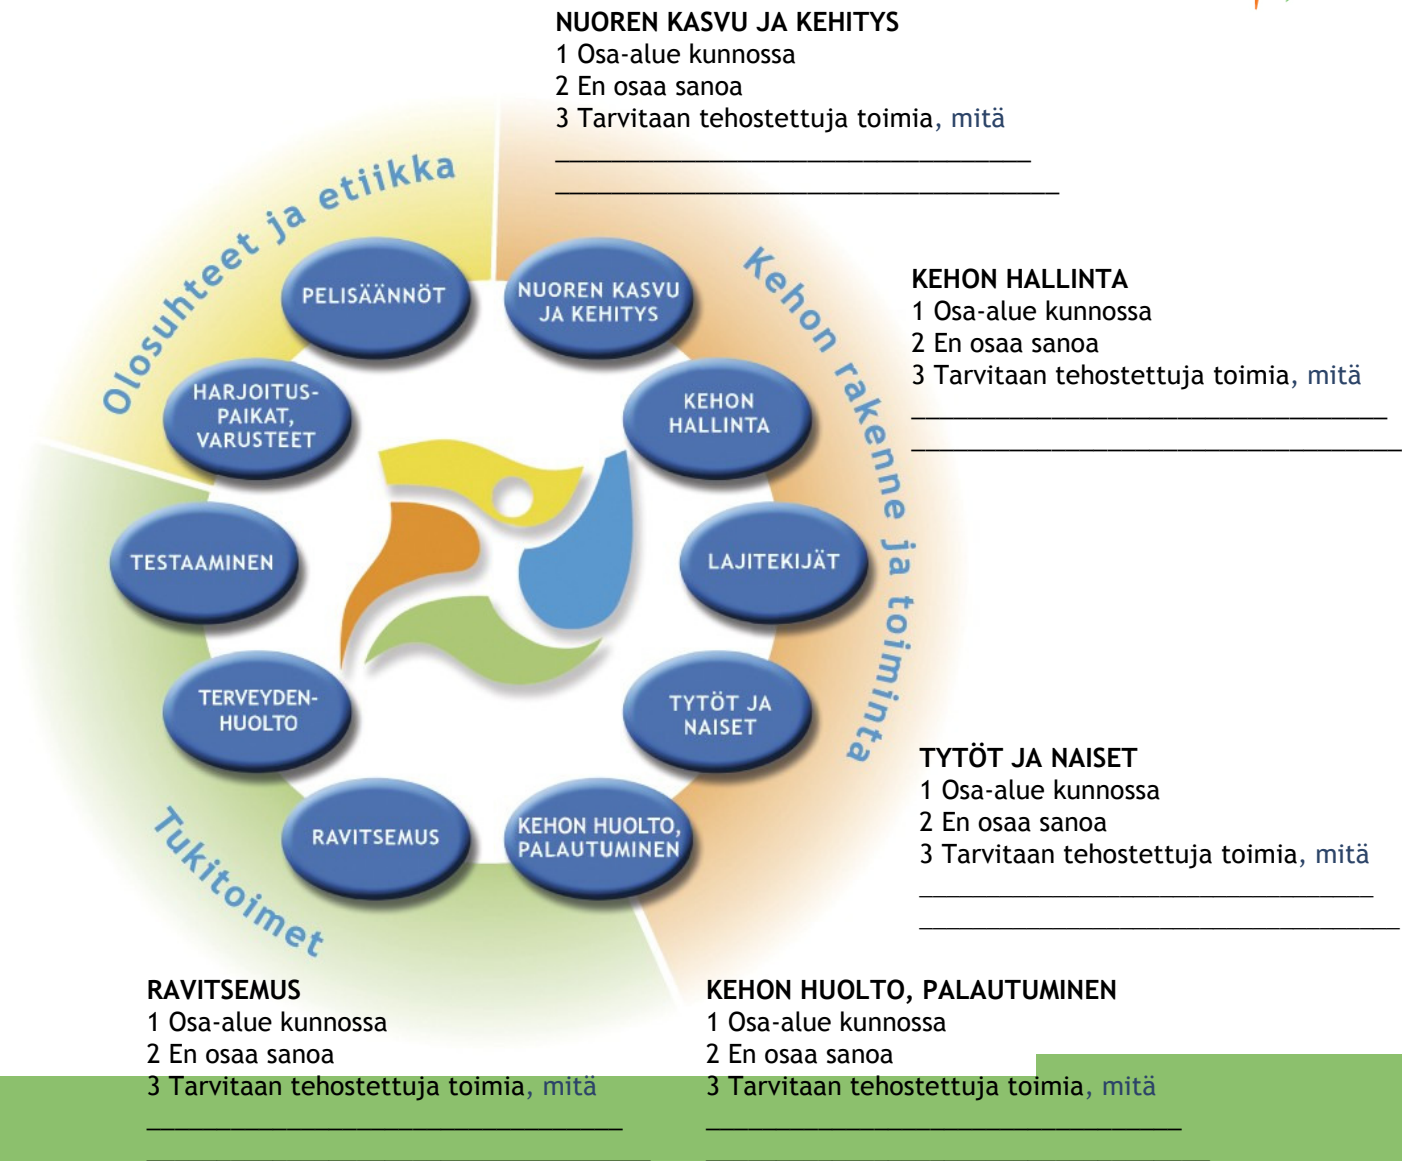 NUOREN KASVU JA KEHITYS
1 Osa-alue kunnossa
2 En osaa sanoa
3 Tarvitaan tehostettuja toimia, mitä
Olosuhteet ja etiikka
Kehon rakenne ja toiminta
Tukitoimet
PELISÄÄNNÖT
NUOREN KASVU
JA KEHITYS
HARJOITUS-
PAIKAT,
VARUSTEET
KEHON
HALLINTA
TESTAAMINEN
LAJITEKIJÄT
TERVEYDEN-
HUOLTO
TYTÖT JA
NAISET
RAVITSEMUS
KEHON HUOLTO,
PALAUTUMINEN
KEHON HALLINTA
1 Osa-alue kunnossa
2 En osaa sanoa
3 Tarvitaan tehostettuja toimia, mitä
TYTÖT JA NAISET
1 Osa-alue kunnossa
2 En osaa sanoa
3 Tarvitaan tehostettuja toimia, mitä
RAVITSEMUS
1 Osa-alue kunnossa
2 En osaa sanoa
3 Tarvitaan tehostettuja toimia, mitä
KEHON HUOLTO, PALAUTUMINEN
1 Osa-alue kunnossa
2 En osaa sanoa
3 Tarvitaan tehostettuja toimia, mitä